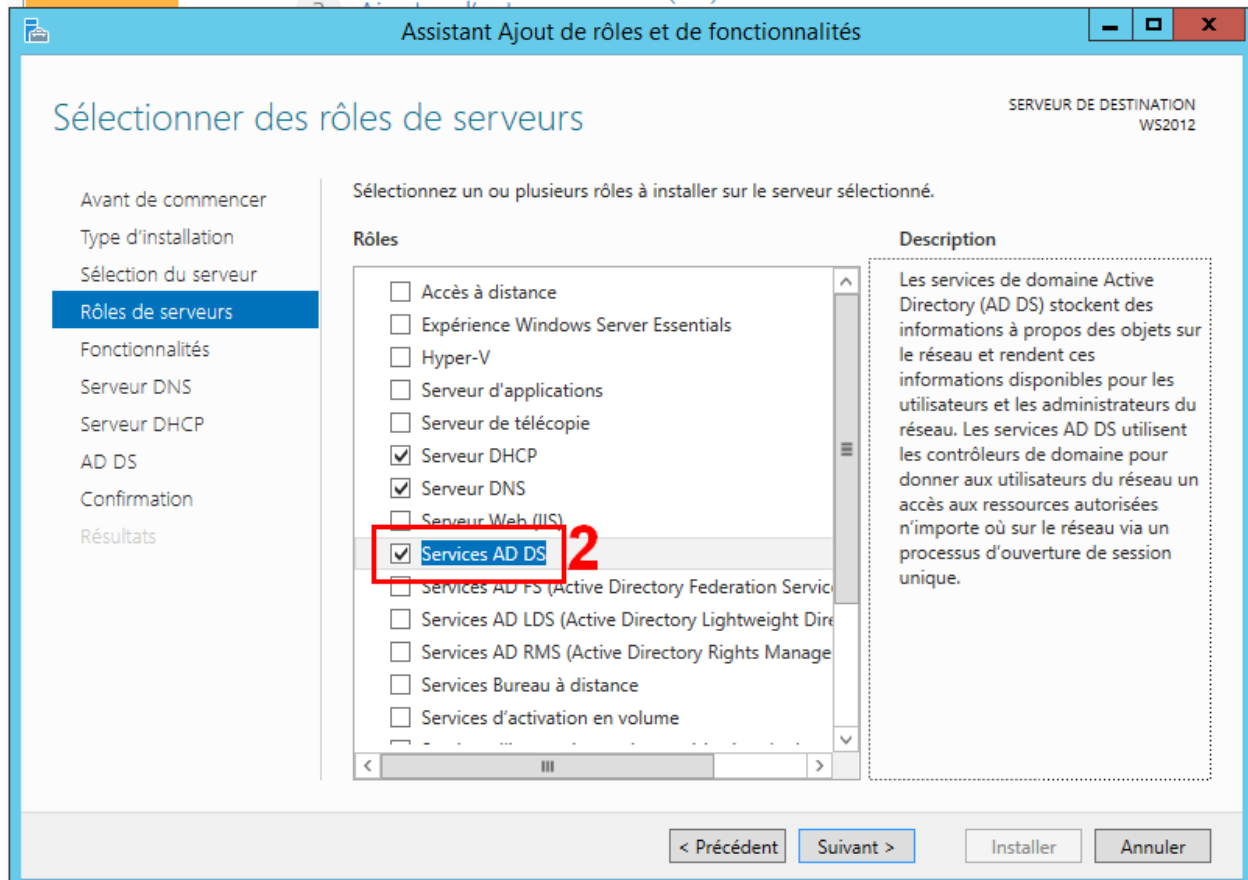 Assistant Ajout de rôles et de fonctionnalités
Sélectionner des rôles de serveurs
SERVEUR DE DESTINATION
WS2012
Avant de commencer
Type d'installation
Sélection du serveur
Rôles de serveurs
Fonctionnalités
Serveur DNS
Serveur DHCP
AD DS
Confirmation
Résultats
Sélectionnez un ou plusieurs rôles à installer sur le serveur sélectionné.
Rôles
Accès à distance
Expérience Windows Server Essentials
Hyper-V
Serveur d'applications
Serveur de télécopie
Serveur DHCP
Serveur DNS
Serveur Web (IIS)
Services AD DS
2
Services AD FS (Active Directory Federation Servic
Services AD LDS (Active Directory Lightweight Dire
Services AD RMS (Active Directory Rights Manage
Services Bureau à distance
Services d’activation en volume
Description
Les services de domaine Active
Directory (AD DS) stockent des
informations à propos des objets sur
le réseau et rendent ces
informations disponibles pour les
utilisateurs et les administrateurs du
réseau. Les services AD DS utilisent
les contrôleurs de domaine pour
donner aux utilisateurs du réseau un
accès aux ressources autorisées
n’importe où sur le réseau via un
processus d’ouverture de session
unique.
< Précédent
Suivant >
Installer
Annuler